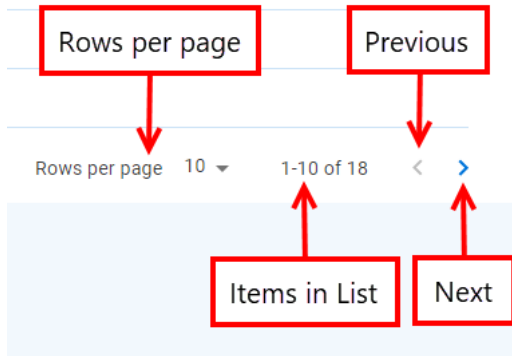 Rows per page
Previous
Rows per page 10 1-10 of 18
Items in List
Next